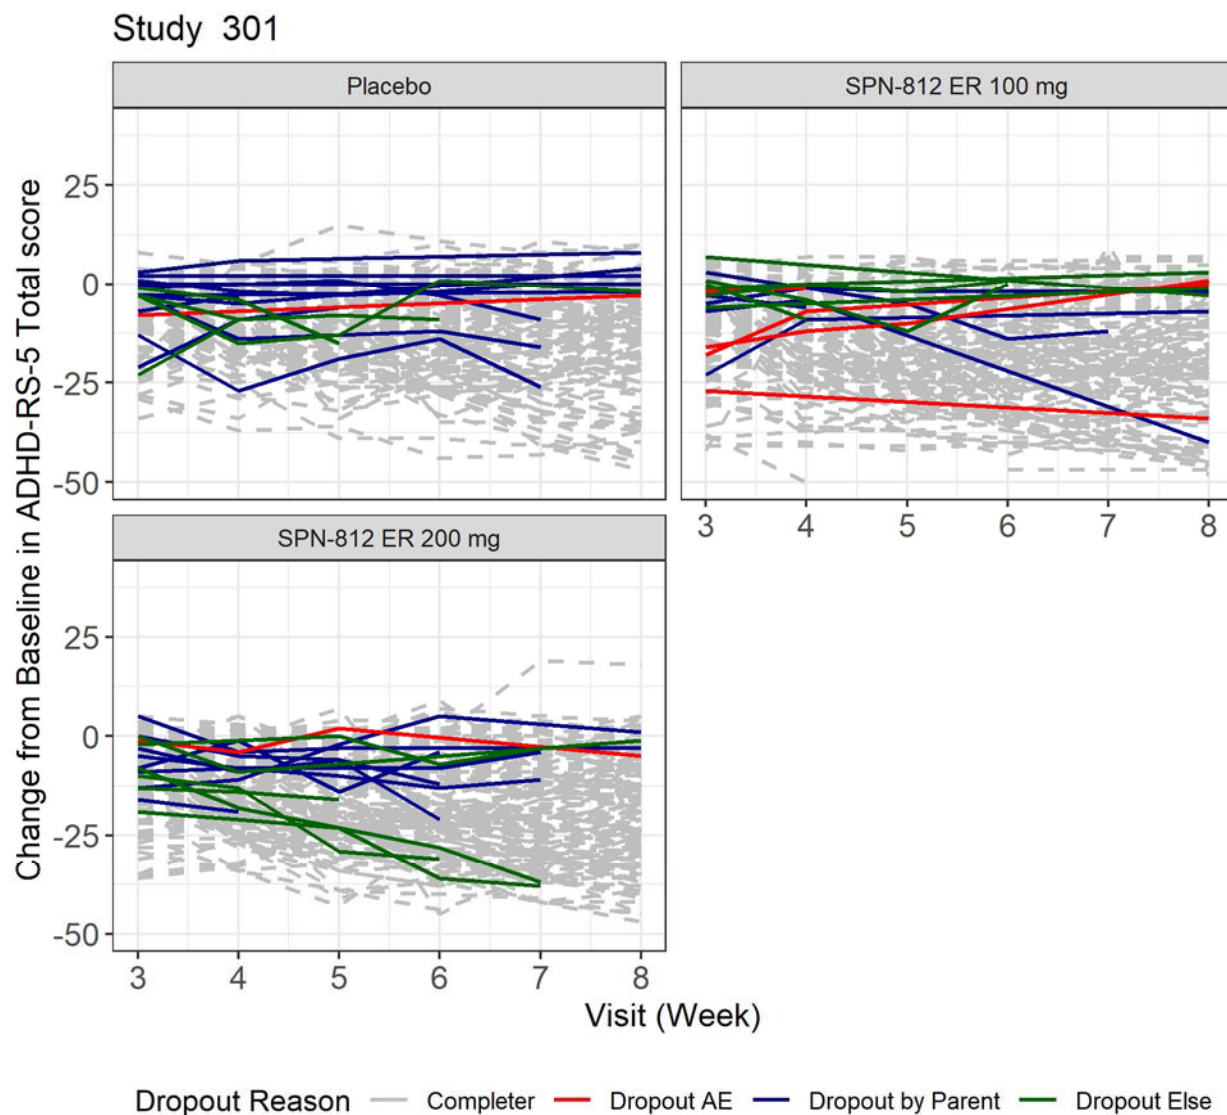 Study 301
Placebo
SPN-812 ER 100 mg
Change from Baseline in ADHD-RS-5 Total score
25
0
-25
-50
3 4 5 6 7 8
SPN-812 ER 200 mg
25
0
-25
-50
3 4 5 6 7 8
Visit (Week)
Dropout Reason Completer Dropout AE Dropout by Parent Dropout Else